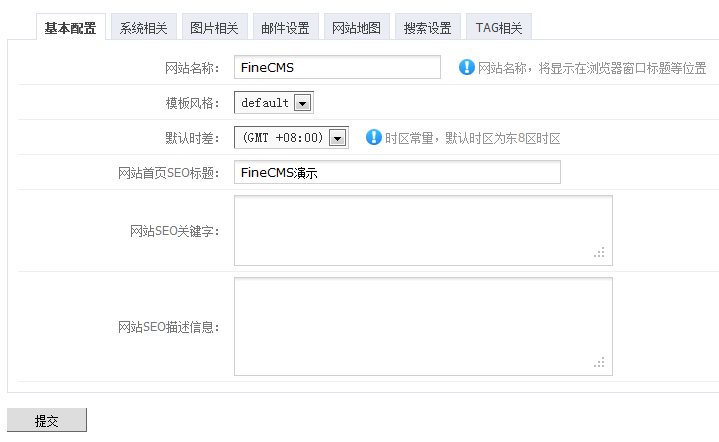 基本配置 系统相关 图片相关 邮件设置 网站地图 搜索设置 TAG相关
网站名称: FineCMS 网站名称，将显示在浏览器窗口标题等位置
模板风格: default
默认时差: (GMT +08:00) 时区常量，默认时区为东8区时区
网站首页SEO标题: FineCMS演示
网站SEO关键字:
网站SEO描述信息:
提交